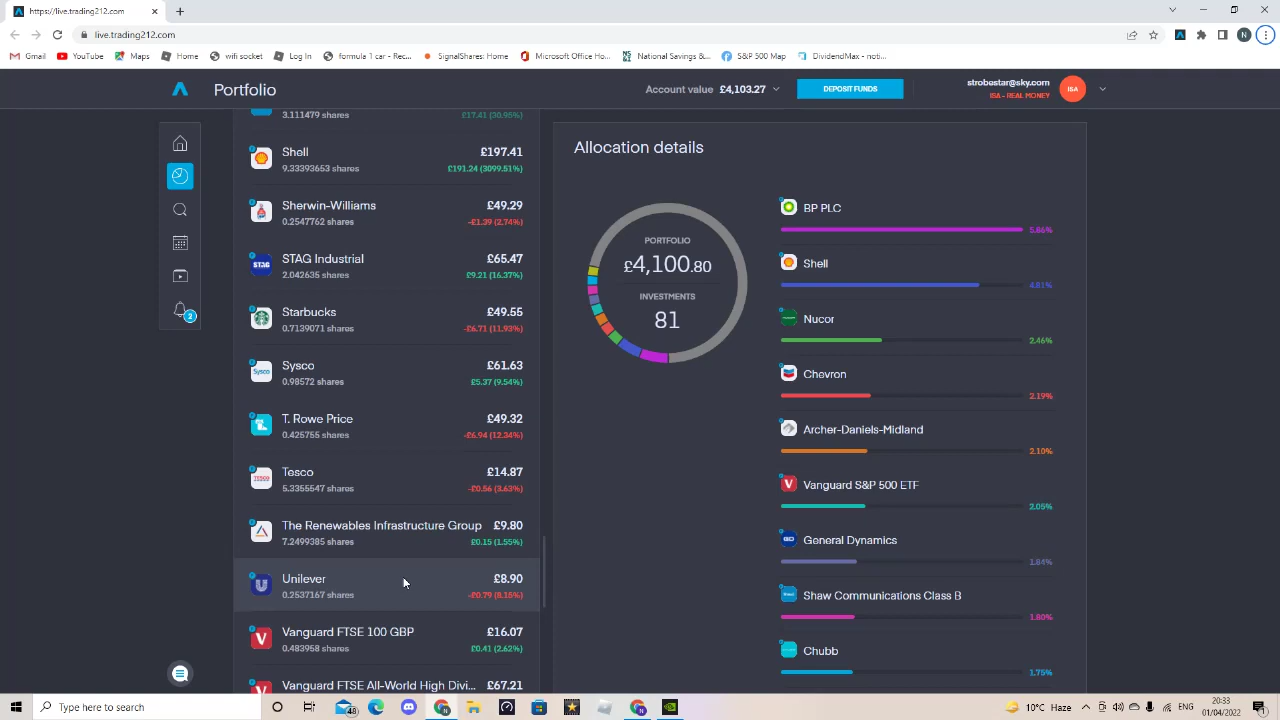 https://live.trading212.com
live.trading212.com
Gmail
YouTube
Maps
Home
wifi socket
Log In
formula 1 car - Rec...
SignalShares: Home
Microsoft Office Ho...
National Savings &...
S&P 500 Map
DividendMax - noti...
Portfolio
Account value £4,103.27
DEPOSIT FUNDS
strobestar@sky.com
ISA - REAL MONEY
ISA
3.111479 shares £17.41 (30.95%)
Shell £197.41
9.33393653 shares £191.24 (3099.51%)
Sherwin-Williams £49.29
0.2547762 shares -£1.39 (2.74%)
STAG Industrial £65.47
2.042635 shares £9.21 (16.37%)
Starbucks £49.55
0.7139071 shares -£6.71 (11.93%)
Sysco £61.63
0.98572 shares £5.37 (9.54%)
T. Rowe Price £49.32
0.425755 shares -£6.94 (12.34%)
Tesco £14.87
5.3355547 shares -£0.56 (3.63%)
The Renewables Infrastructure Group £9.80
7.2499385 shares £0.15 (1.55%)
Unilever £8.90
0.2537167 shares -£0.79 (8.15%)
Vanguard FTSE 100 GBP £16.07
0.483958 shares £0.41 (2.62%)
Vanguard FTSE All-World High Divi... £67.21
2
Allocation details
PORTFOLIO
£4,100.80
INVESTMENTS
81
BP PLC
5.86%
Shell
4.81%
Nucor
2.46%
Chevron
2.19%
Archer-Daniels-Midland
2.10%
Vanguard S&P 500 ETF
2.05%
General Dynamics
1.84%
Shaw Communications Class B
1.80%
Chubb
1.75%
Type here to search
48
10°C Haze
ENG
20:33
01/04/2022